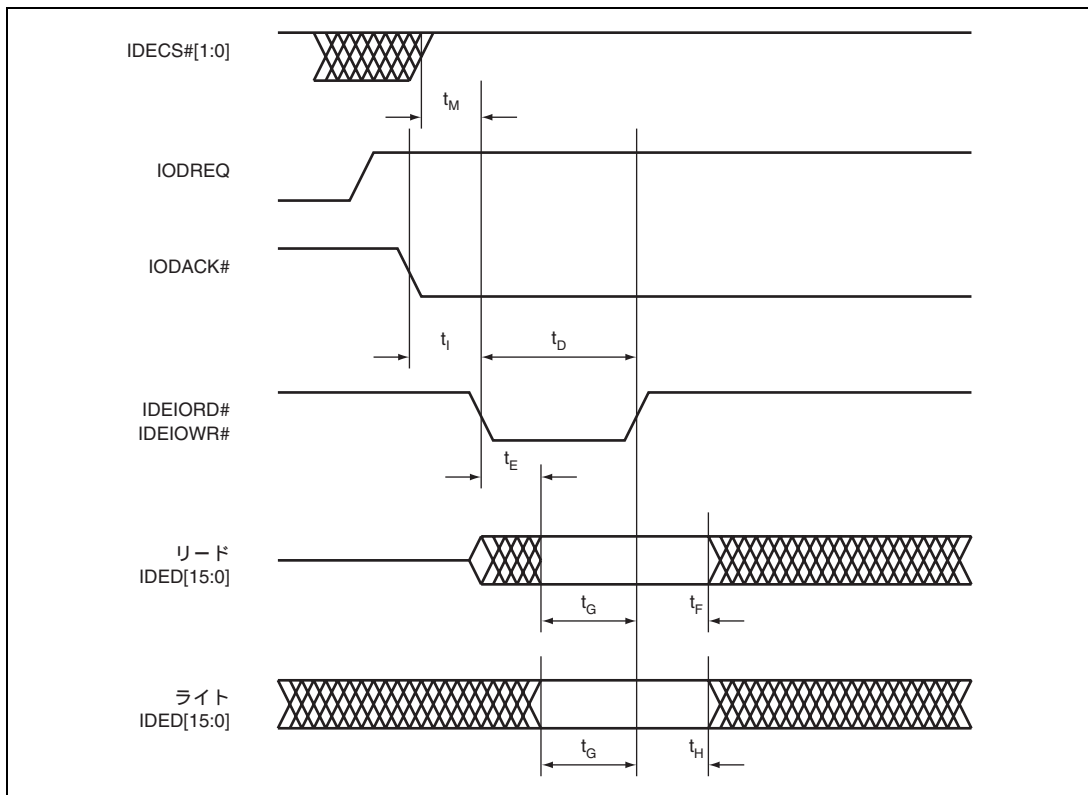 IDECS#[1:0]
tM
IODREQ
IODACK#
tI
tD
IDEIORD#
IDEIOWR#
tE
リード
IDED[15:0]
tG
tF
ライト
IDED[15:0]
tG
tH